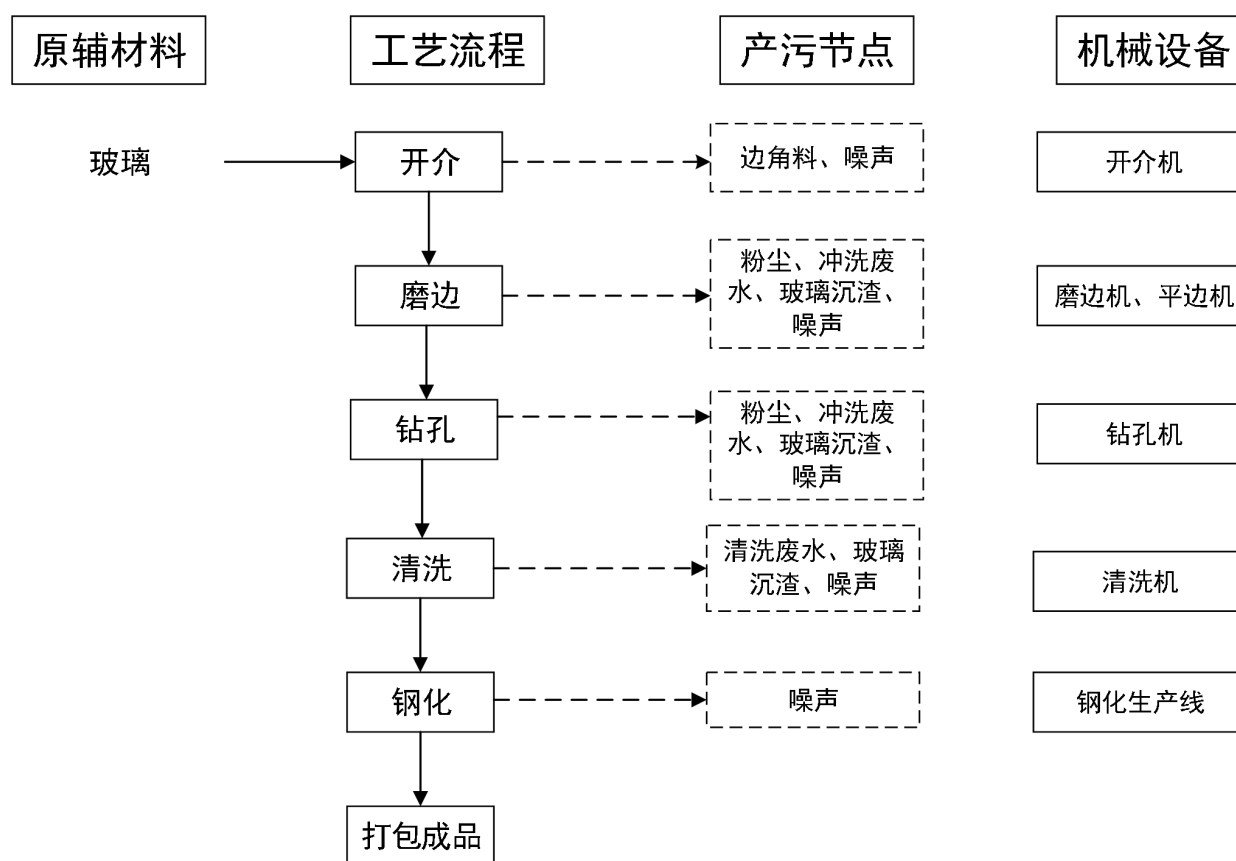 原辅材料
工艺流程
产污节点
机械设备
玻璃
开介
边角料、噪声
开介机
磨边
粉尘、冲洗废
水、玻璃沉渣、
噪声
磨边机、平边机
钻孔
粉尘、冲洗废
水、玻璃沉渣、
噪声
钻孔机
清洗
清洗废水、玻璃
沉渣、噪声
清洗机
钢化
噪声
钢化生产线
打包成品